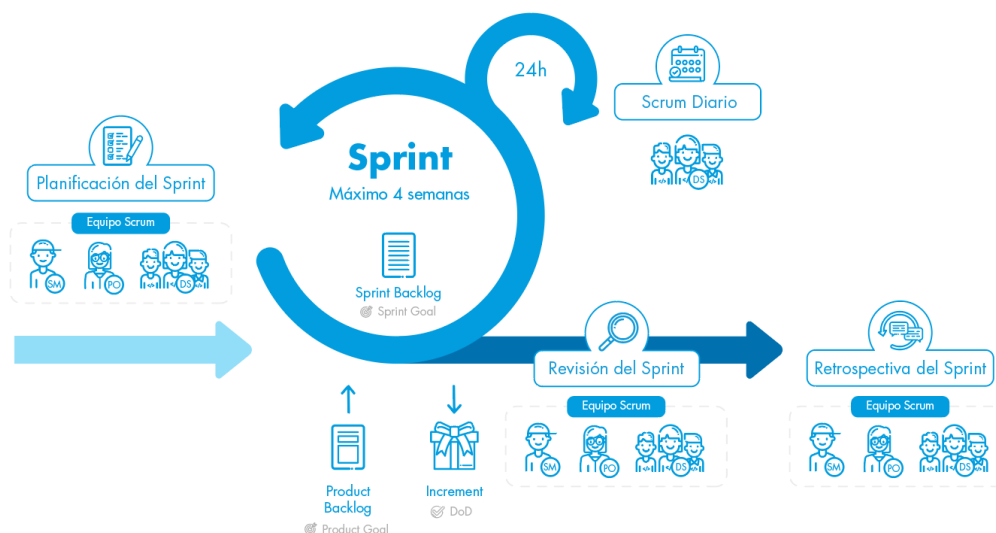 24h
Scrum Diario
DS
Sprint
Máximo 4 semanas
Planificación del Sprint
Equipo Scrum
SM
PO
DS
Sprint Backlog
Sprint Goal
Revisión del Sprint
Equipo Scrum
SM
PO
DS
Retrospectiva del Sprint
Equipo Scrum
SM
PO
DS
Product
Backlog
Product Goal
Increment
DoD